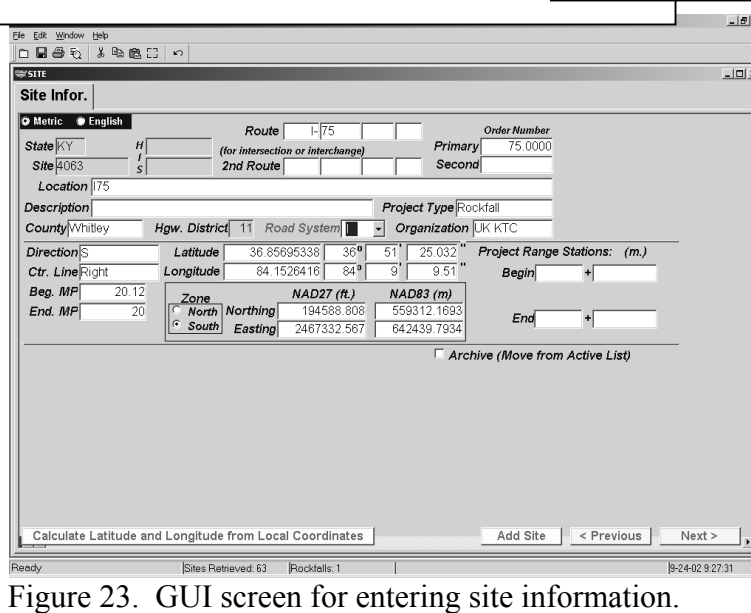 File Edit Window Help
SITE
Site Infor.
Metric English
Route I- 75 Order Number
State KY H (for intersection or interchange) Primary 75.0000
Site 4063 I S 2nd Route Second
Location I75
Description Project Type Rockfall
County Whitley Hgw. District 11 Road System Organization UK KTC
Direction S Latitude 36.85695338 36º 51 ' 25.032 " Project Range Stations: (m.)
Ctr. Line Right Longitude 84.1526416 84º 9 ' 9.51 " Begin +
Beg. MP 20.12 Zone NAD27 (ft.) NAD83 (m)
North Northing 194588.808 559312.1693
End. MP 20 South Easting 2467332.567 642439.7934 End +
Archive (Move from Active List)
Calculate Latitude and Longitude from Local Coordinates Add Site < Previous Next >
Ready Sites Retrieved: 63 Rockfalls: 1 9-24-02 9:27:31
Figure 23. GUI screen for entering site information.